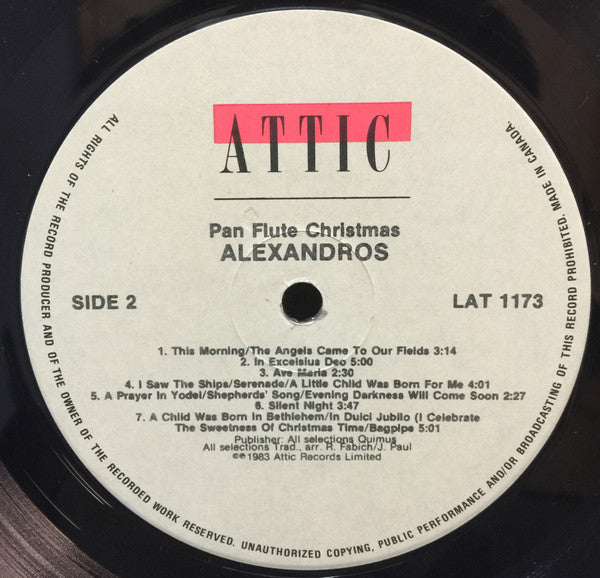 ATTIC
Pan Flute Christmas
ALEXANDROS
SIDE 2
LAT 1173
1. This Morning/The Angels Came To Our Fields 3:14
2. In Excelsius Deo 5:00
3. Ave Maria 2:30
4. I Saw The Ships/Serenade/A Little Child Was Born For Me 4:01
5. A Prayer In Yodel/Shepherds' Song/Evening Darkness Will Come Soon 2:27
6. Silent Night 3:47
7. A Child Was Born In Bethlehem/In Dulci Jubilo (I Celebrate
The Sweetness Of Christmas Time/Bagpipe 5:01
Publisher: All selections Quimus
All selections Trad., arr. R. Fabich/J. Paul
©℗1983 Attic Records Limited
ALL RIGHTS OF THE RECORD PRODUCER AND OF THE OWNER OF THE RECORDED WORK RESERVED. UNAUTHORIZED COPYING, PUBLIC PERFORMANCE AND/OR BROADCASTING OF THIS RECORD PROHIBITED. MADE IN CANADA.